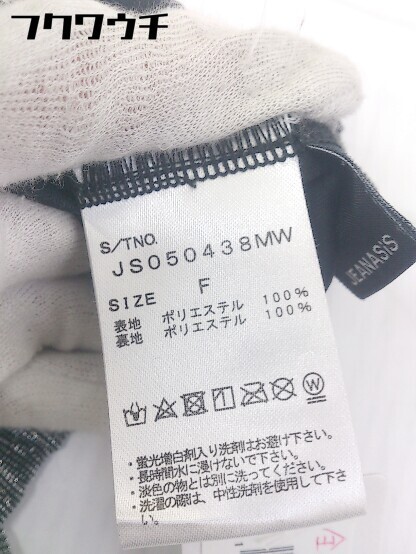 フクワウチ
S/TNO.
JS050438MW
SIZE F
表地 ポリエステル 100%
裏地 ポリエステル 100%
W
・蛍光増白剤入り洗剤はお避け下さい。
・長時間水に浸けないで下さい。
・淡色の物とは別に洗ってください。
・洗濯の際は、中性洗剤を使用して下さい。
JEANASIS